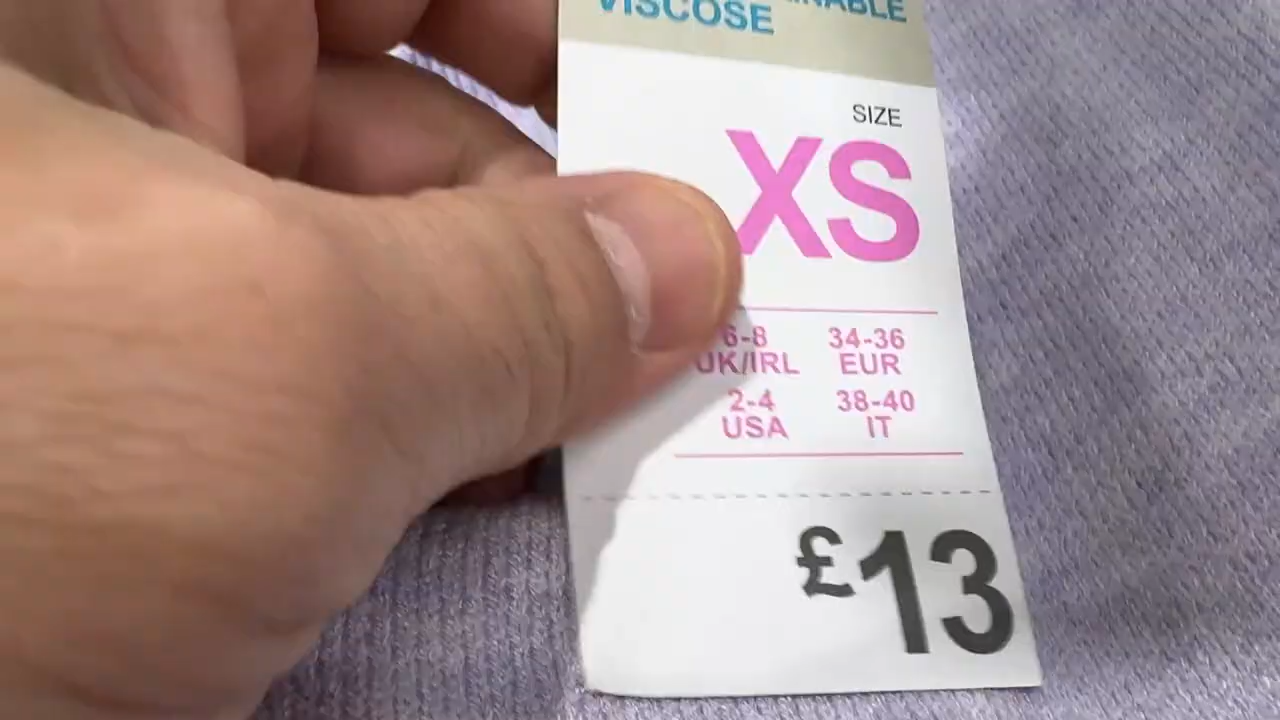 VISCOSE
SIZE
XS
6-8 34-36
UK/IRL EUR
2-4 38-40
USA IT
£13